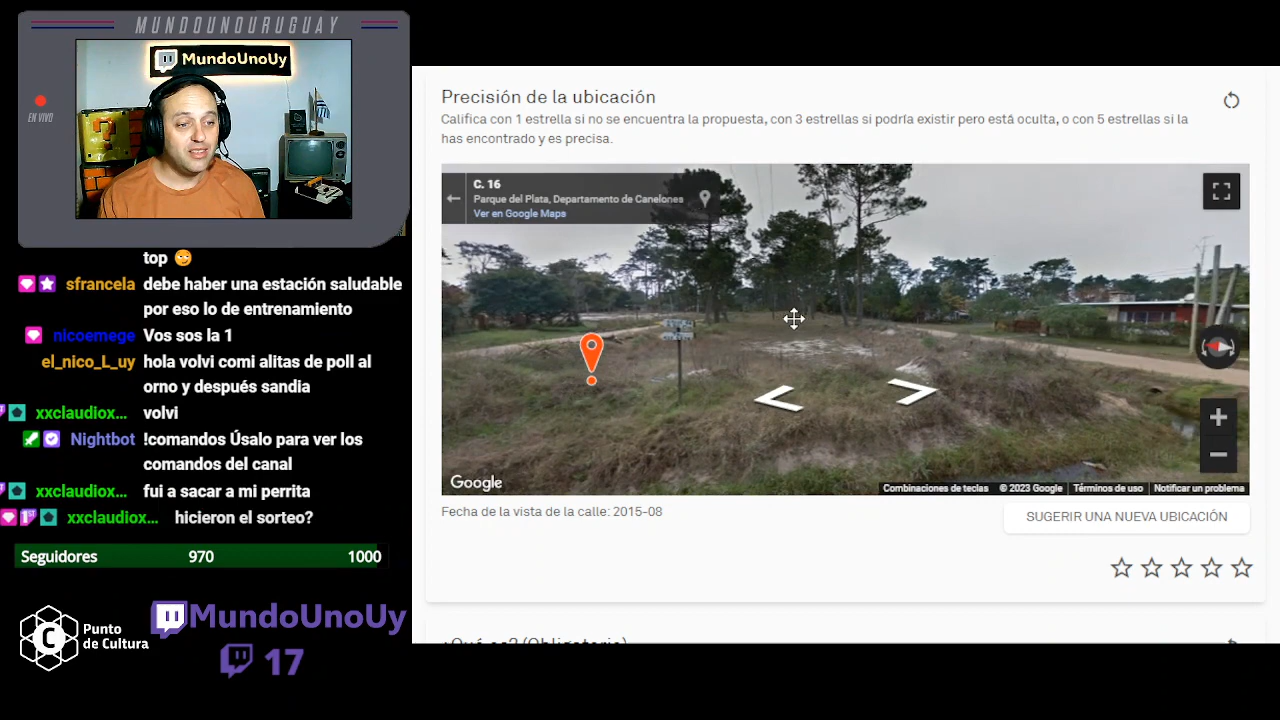 MUNDOUNOURUGUAY
MundoUnoUy
EN VIVO
top
sfrancela debe haber una estación saludable
por eso lo de entrenamiento
nicoemege Vos sos la 1
el_nico_L_uy hola volvi comi alitas de poll al
orno y después sandia
xxclaudiox... volvi
Nightbot !comandos Úsalo para ver los
comandos del canal
xxclaudiox... fui a sacar a mi perrita
xxclaudiox... hicieron el sorteo?
Seguidores 970 1000
C
Punto
de Cultura
MundoUnoUy
17
Precisión de la ubicación
Califica con 1 estrella si no se encuentra la propuesta, con 3 estrellas si podría existir pero está oculta, o con 5 estrellas si la
has encontrado y es precisa.
C. 16
Parque del Plata, Departamento de Canelones
Ver en Google Maps
Google
Combinaciones de teclas © 2023 Google Términos de uso Notificar un problema
Fecha de la vista de la calle: 2015-08
SUGERIR UNA NUEVA UBICACIÓN
¿Qué es? (Obligatorio)